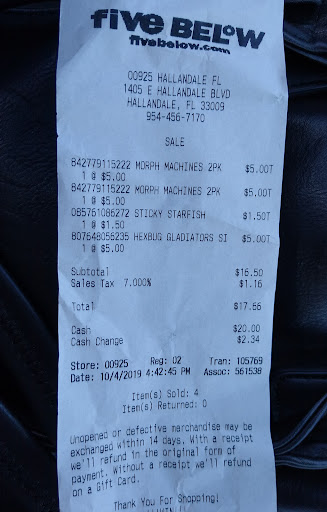 five BELOW
fivebelow.com
00925 HALLANDALE FL
1405 E HALLANDALE BLVD
HALLANDALE, FL 33009
954-456-7170
SALE
842779115222 MORPH MACHINES 2PK $5.00T
1 @ $5.00
842779115222 MORPH MACHINES 2PK $5.00T
1 @ $5.00
085761086272 STICKY STARFISH $1.50T
1 @ $1.50
807648056235 HEXBUG GLADIATORS SI $5.00T
1 @ $5.00
Subtotal $16.50
Sales Tax 7.000% $1.16
Total $17.66
Cash $20.00
Cash Change $2.34
Store: 00925 Reg: 02 Tran: 105769
Date: 10/4/2019 4:42:45 PM Assoc: 561538
Item(s) Sold: 4
Item(s) Returned: 0
Unopened or defective merchandise may be
exchanged within 14 days. With a receipt
we'll refund in the original form of
payment. Without a receipt we'll refund
on a Gift Card.
Thank You For Shopping!